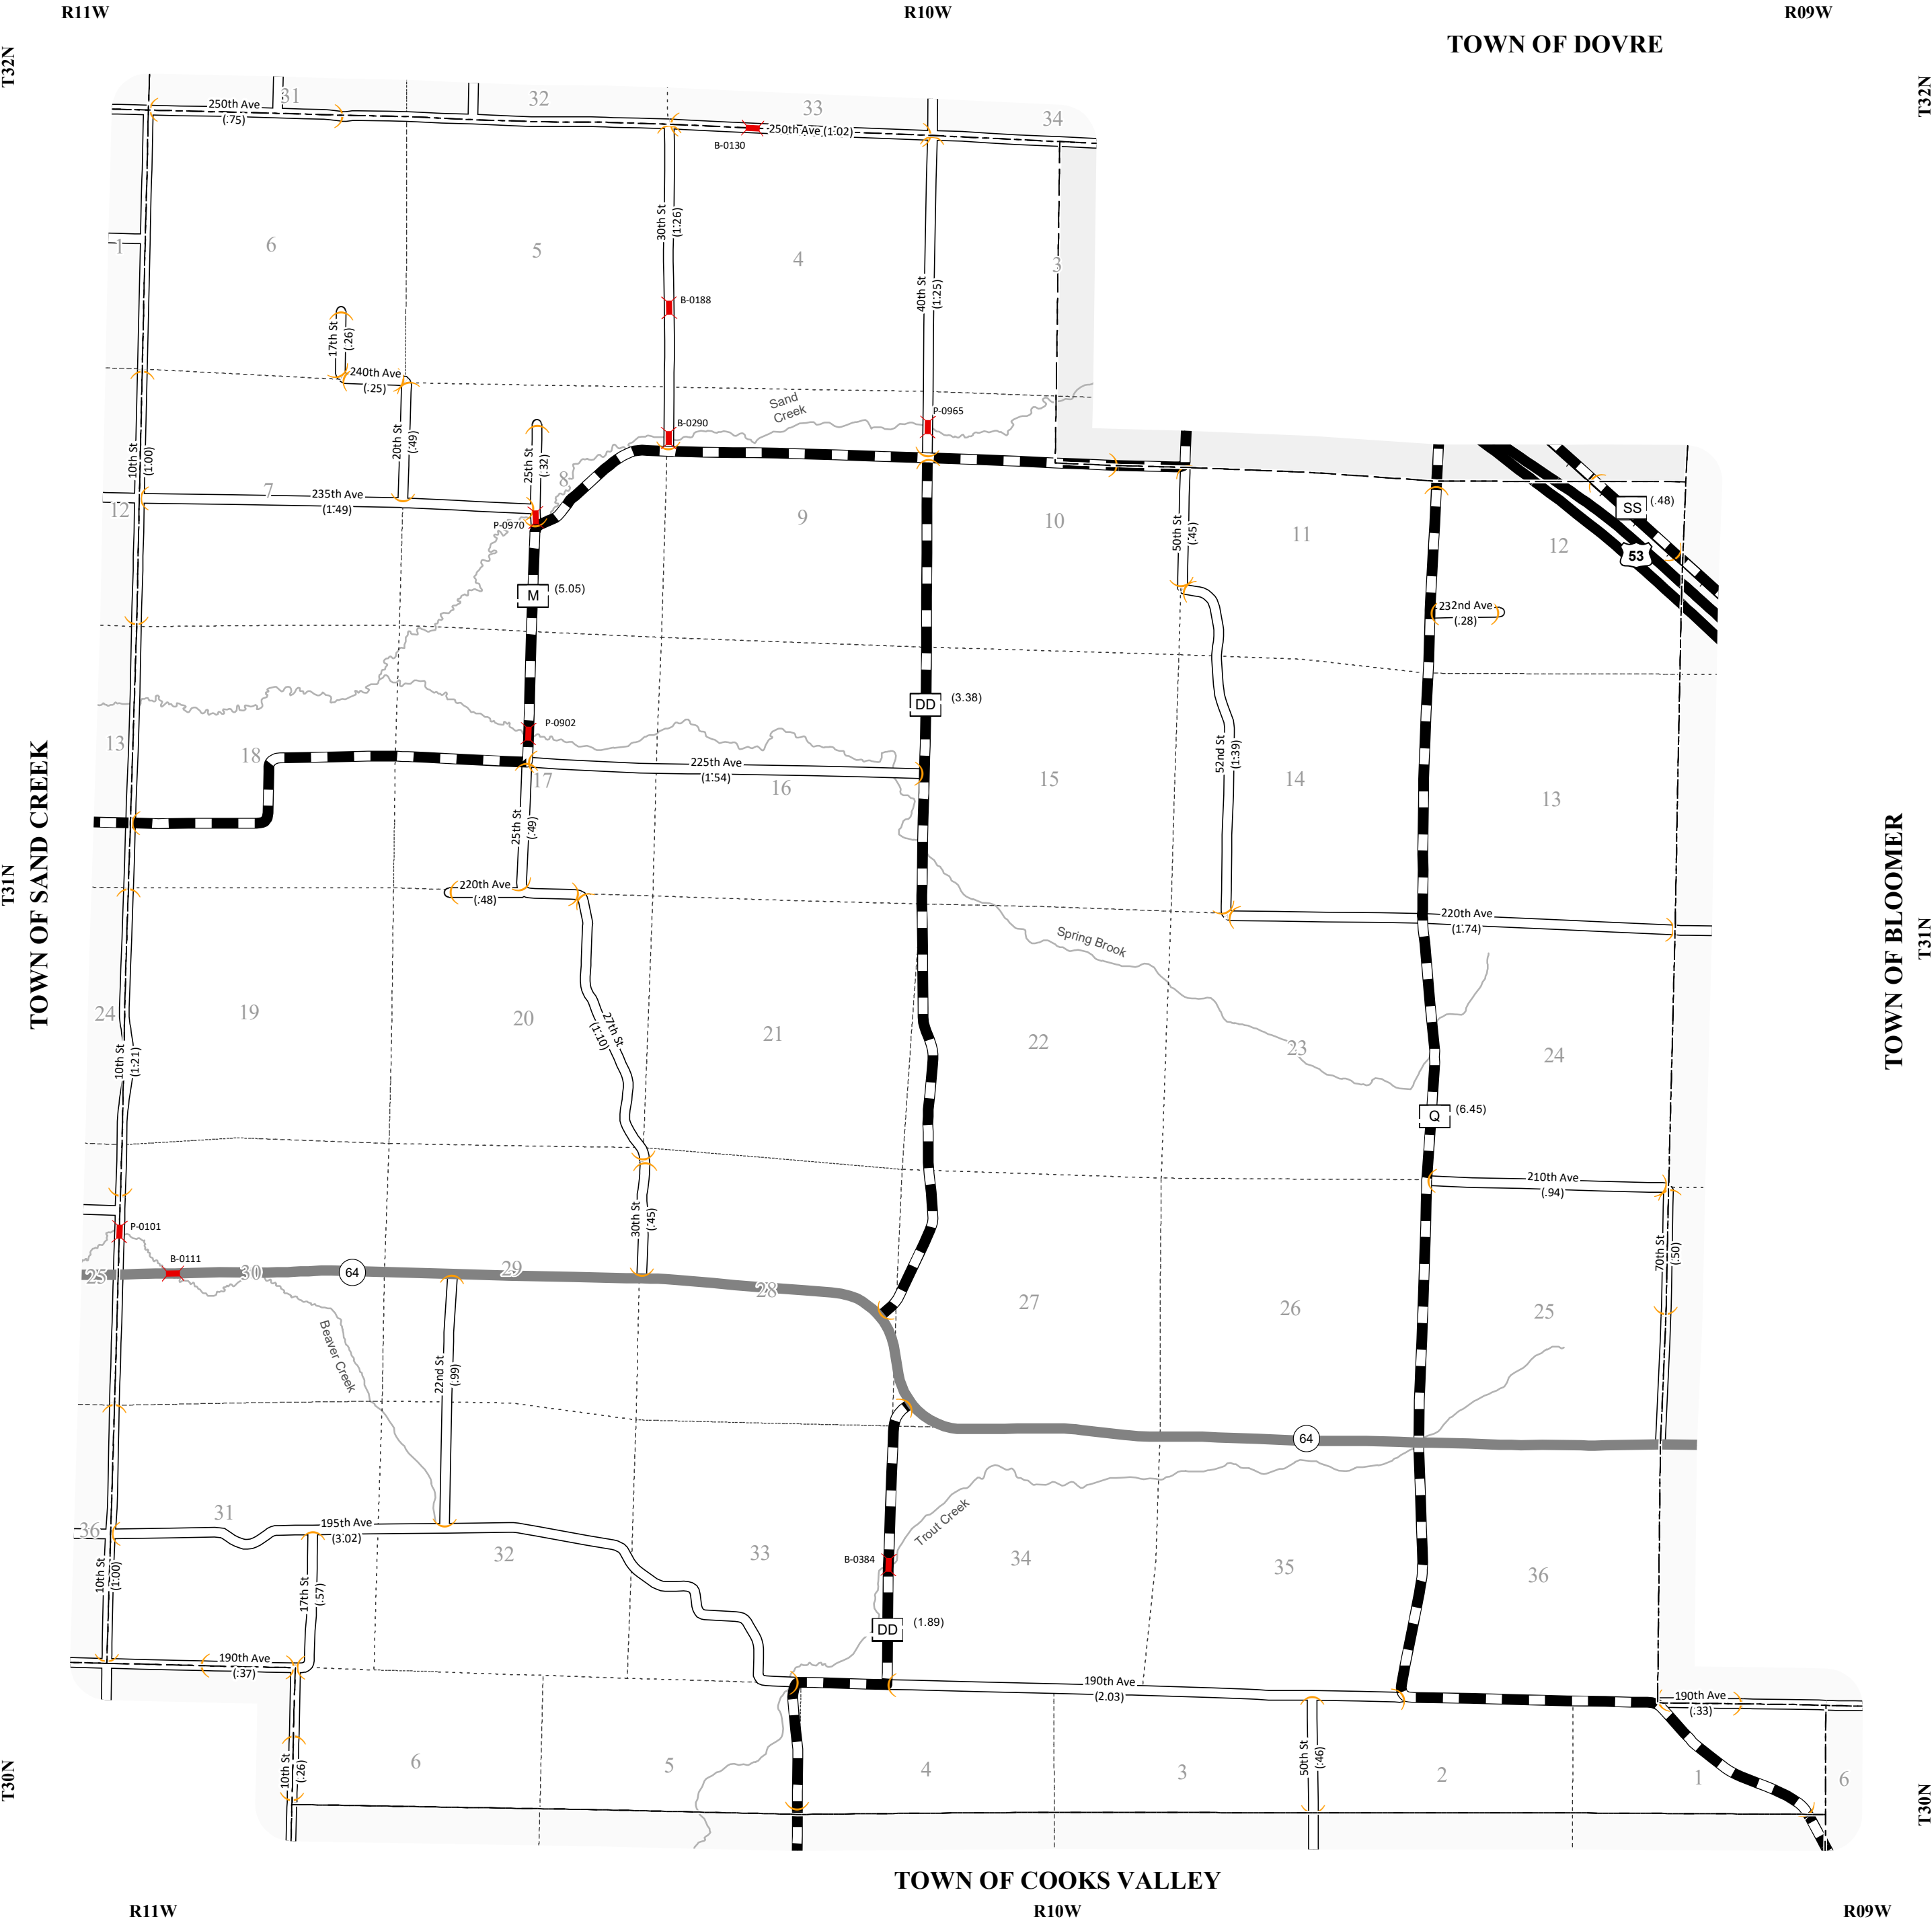 R11W
R10W
R09W
TOWN OF DOVRE
T32N
T32N
31
32
33
34
250th Ave
(.75)
250th Ave (1.02)
B-0130
1
6
5
4
3
30th St
(1.26)
40th St
(1.25)
B-0188
17th St
(.26)
240th Ave
(.25)
Sand
Creek
P-0965
B-0290
20th St
(.49)
25th St
(.32)
10th St
(1.00)
7
8
235th Ave
(1.49)
12
P-0970
9
10
11
12
50th St
(.45)
SS
(.48)
53
M
(5.05)
232nd Ave
(.28)
DD
(3.38)
P-0902
13
18
17
16
15
14
13
225th Ave
(1.54)
52nd St
(1.39)
25th St
(.49)
TOWN OF SAND CREEK
T31N
220th Ave
(.48)
220th Ave
(1.74)
T31N
TOWN OF BLOOMER
Spring Brook
24
19
20
21
22
23
24
27th St
(1.10)
10th St
(1.21)
Q
(6.45)
210th Ave
(.94)
30th St
(.45)
P-0101
70th St
(.50)
B-0111
25
30
64
29
28
27
26
25
Beaver Creek
22nd St
(.99)
64
31
36
195th Ave
(3.02)
32
33
Trout Creek
B-0384
34
35
36
10th St
(1.00)
17th St
(.57)
DD
(1.89)
190th Ave
(.37)
190th Ave
(2.03)
190th Ave
(.33)
10th St
(.26)
6
5
4
3
50th St
(.46)
2
1
6
T30N
T30N
TOWN OF COOKS VALLEY
R11W
R10W
R09W